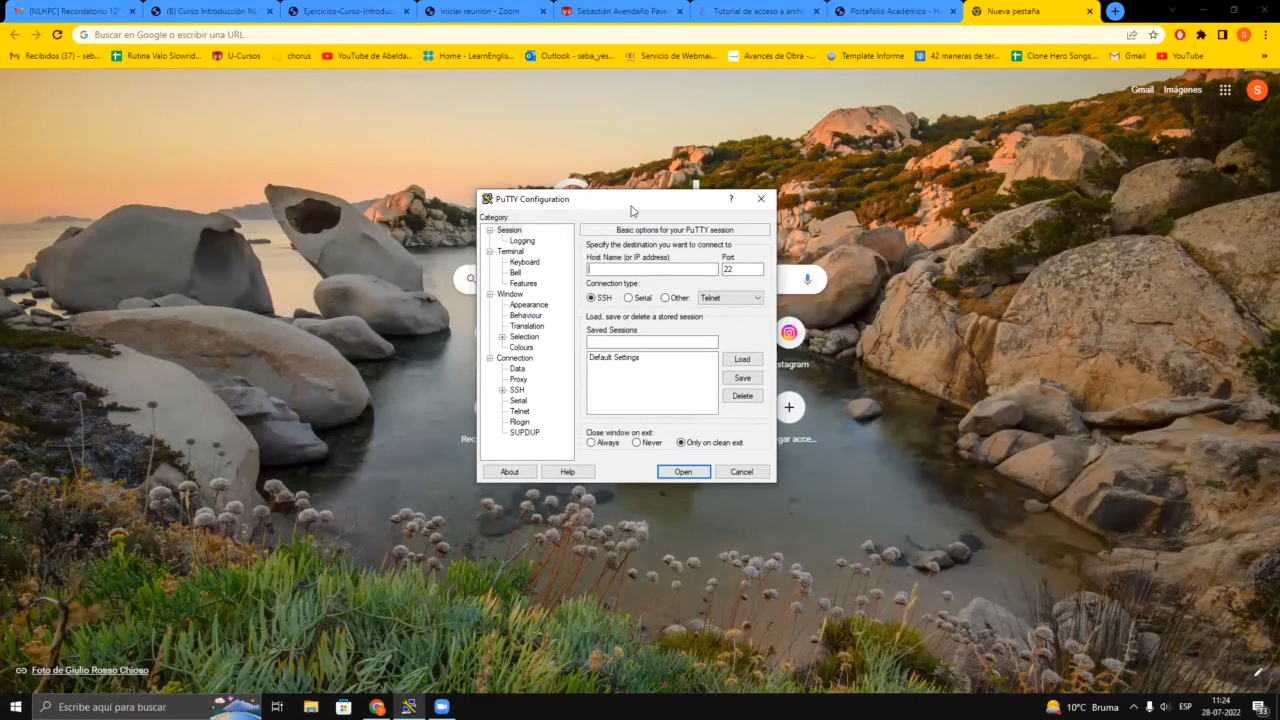 [NLHPC] Recordatorio 12°
(B) Curso Introducción NL
Ejercicios-Curso-Introduc
Iniciar reunión - Zoom
Sebastián Avendaño Pave
Tutorial de acceso a archi
Portafolio Académico - H
Nueva pestaña
Buscar en Google o escribir una URL
S
Recibidos (37) - seb...
Rutina Valo Slowrid...
U-Cursos
chorus
YouTube de Abelda...
Home - LearnEnglis...
Outlook - seba_yes...
Servicio de Webmai...
Avances de Obra -...
Template Informe
42 maneras de ter...
Clone Hero Songs,...
Gmail
YouTube
»
Gmail
Imágenes
S
PuTTY Configuration
?
Category:
Session
Logging
Terminal
Keyboard
Bell
Features
Window
Appearance
Behaviour
Translation
Selection
Colours
Connection
Data
Proxy
SSH
Serial
Telnet
Rlogin
SUPDUP
Basic options for your PuTTY session
Specify the destination you want to connect to
Host Name (or IP address)
Port
22
Connection type:
SSH
Serial
Other:
Telnet
Load, save or delete a stored session
Saved Sessions
Default Settings
Load
Save
Delete
Close window on exit:
Always
Never
Only on clean exit
About
Help
Open
Cancel
stagram
Rec
gar acce...
Foto de Giulio Rosso Chioso
Escribe aquí para buscar
10°C Bruma
ESP
11:24
28-07-2022
33